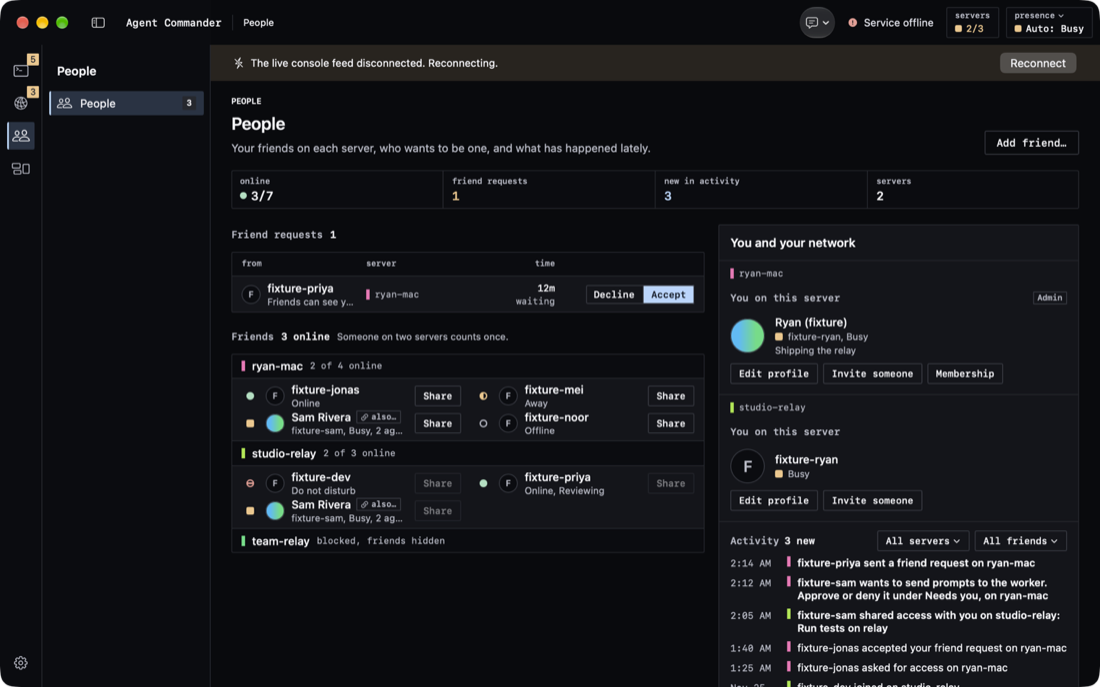 Agent Commander
People
Service offline
servers
2/3
presence
Auto: Busy
5
3
People
People
3
The live console feed disconnected. Reconnecting.
Reconnect
PEOPLE
People
Your friends on each server, who wants to be one, and what has happened lately.
Add friend…
online
3/7
friend requests
1
new in activity
3
servers
2
Friend requests 1
from
server
time
F
fixture-priya
Friends can see y…
ryan-mac
12m
waiting
Decline
Accept
Friends 3 online Someone on two servers counts once.
ryan-mac 2 of 4 online
F
fixture-jonas
Online
Share
F
fixture-mei
Away
Share
Sam Rivera
also…
fixture-sam, Busy, 2 ag…
Share
F
fixture-noor
Offline
Share
studio-relay 2 of 3 online
F
fixture-dev
Do not disturb
Share
F
fixture-priya
Online, Reviewing
Share
Sam Rivera
also…
fixture-sam, Busy, 2 ag…
Share
team-relay blocked, friends hidden
You and your network
ryan-mac
You on this server
Admin
Ryan (fixture)
fixture-ryan, Busy
Shipping the relay
Edit profile
Invite someone
Membership
studio-relay
You on this server
F
fixture-ryan
Busy
Edit profile
Invite someone
Activity 3 new
All servers
All friends
2:14 AM fixture-priya sent a friend request on ryan-mac
2:12 AM fixture-sam wants to send prompts to the worker.
Approve or deny it under Needs you, on ryan-mac
2:05 AM fixture-sam shared access with you on studio-relay:
Run tests on relay
1:40 AM fixture-jonas accepted your friend request on ryan-mac
1:25 AM fixture-jonas asked for access on ryan-mac
fixture-dev joined on studio-relay